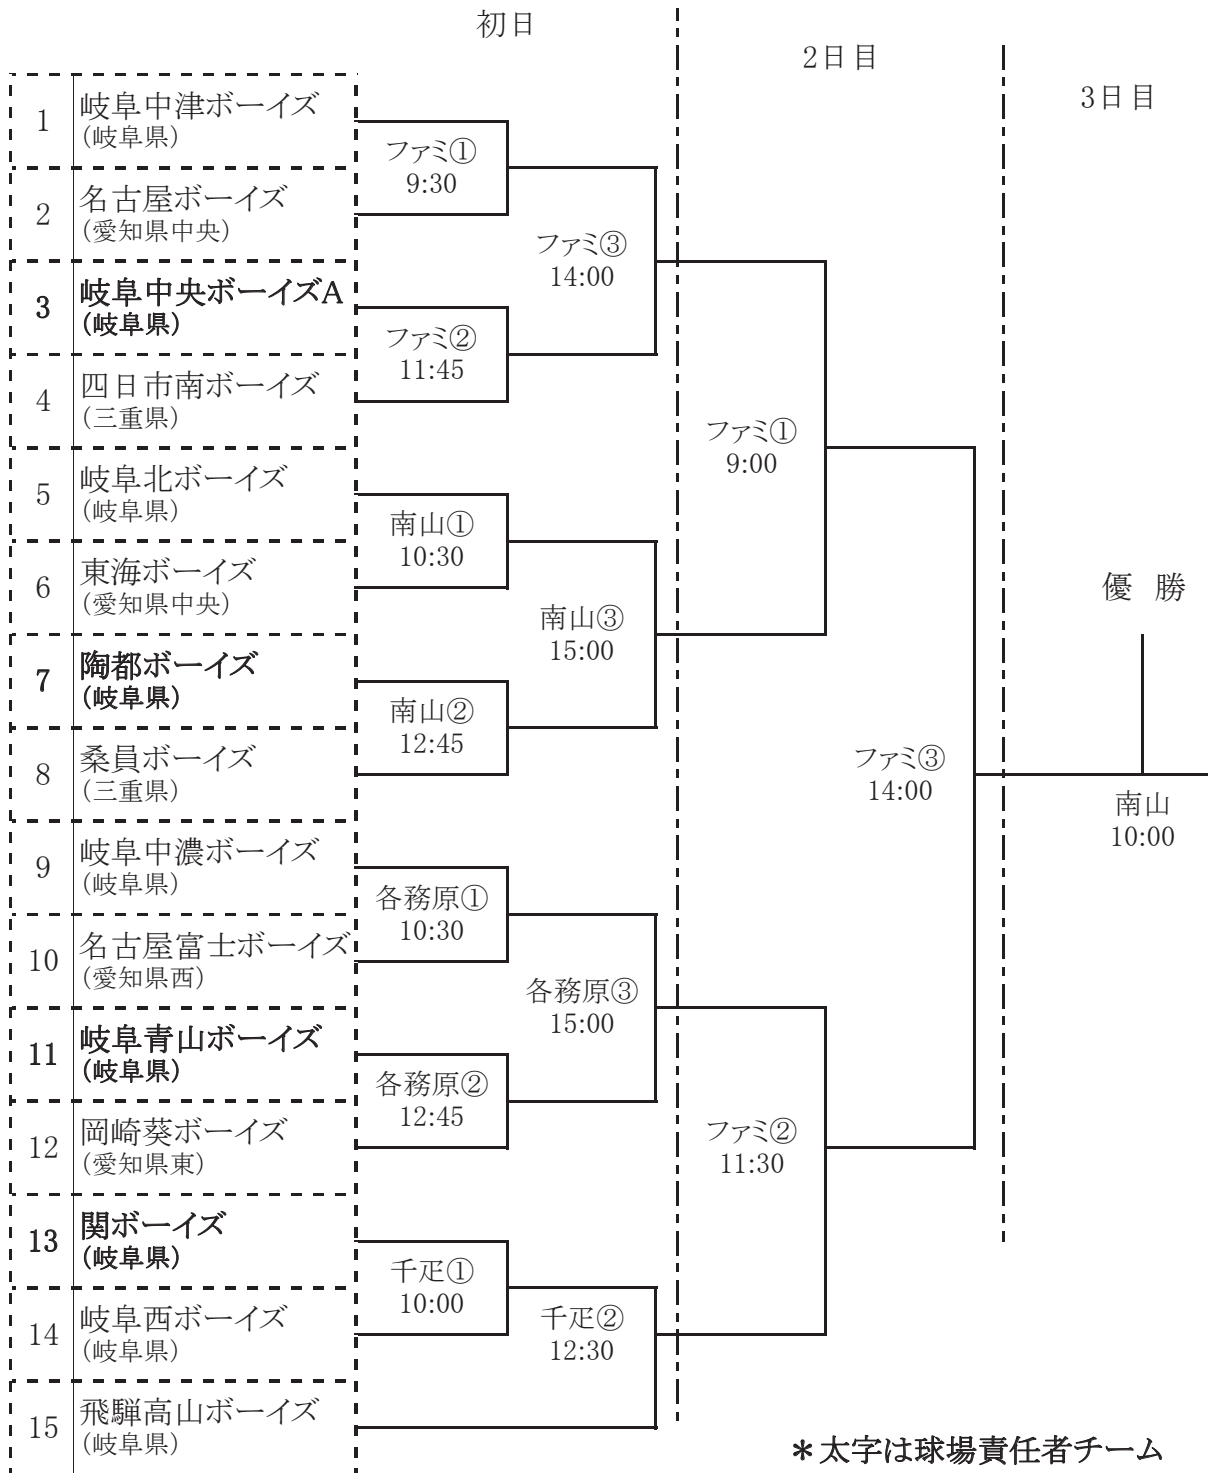 初日
2日目
3日目
1 岐阜中津ボーイズ
(岐阜県)
ファミ①
9:30
2 名古屋ボーイズ
(愛知県中央)
ファミ③
14:00
3 岐阜中央ボーイズA
(岐阜県)
ファミ②
11:45
4 四日市南ボーイズ
(三重県)
ファミ①
9:00
5 岐阜北ボーイズ
(岐阜県)
南山①
10:30
6 東海ボーイズ
(愛知県中央)
南山③
15:00
優 勝
7 陶都ボーイズ
(岐阜県)
南山②
12:45
8 桑員ボーイズ
(三重県)
ファミ③
14:00
南山
10:00
9 岐阜中濃ボーイズ
(岐阜県)
各務原①
10:30
10 名古屋富士ボーイズ
(愛知県西)
各務原③
15:00
11 岐阜青山ボーイズ
(岐阜県)
各務原②
12:45
12 岡崎葵ボーイズ
(愛知県東)
ファミ②
11:30
13 関ボーイズ
(岐阜県)
千疋①
10:00
14 岐阜西ボーイズ
(岐阜県)
千疋②
12:30
15 飛騨高山ボーイズ
(岐阜県)
＊太字は球場責任者チーム